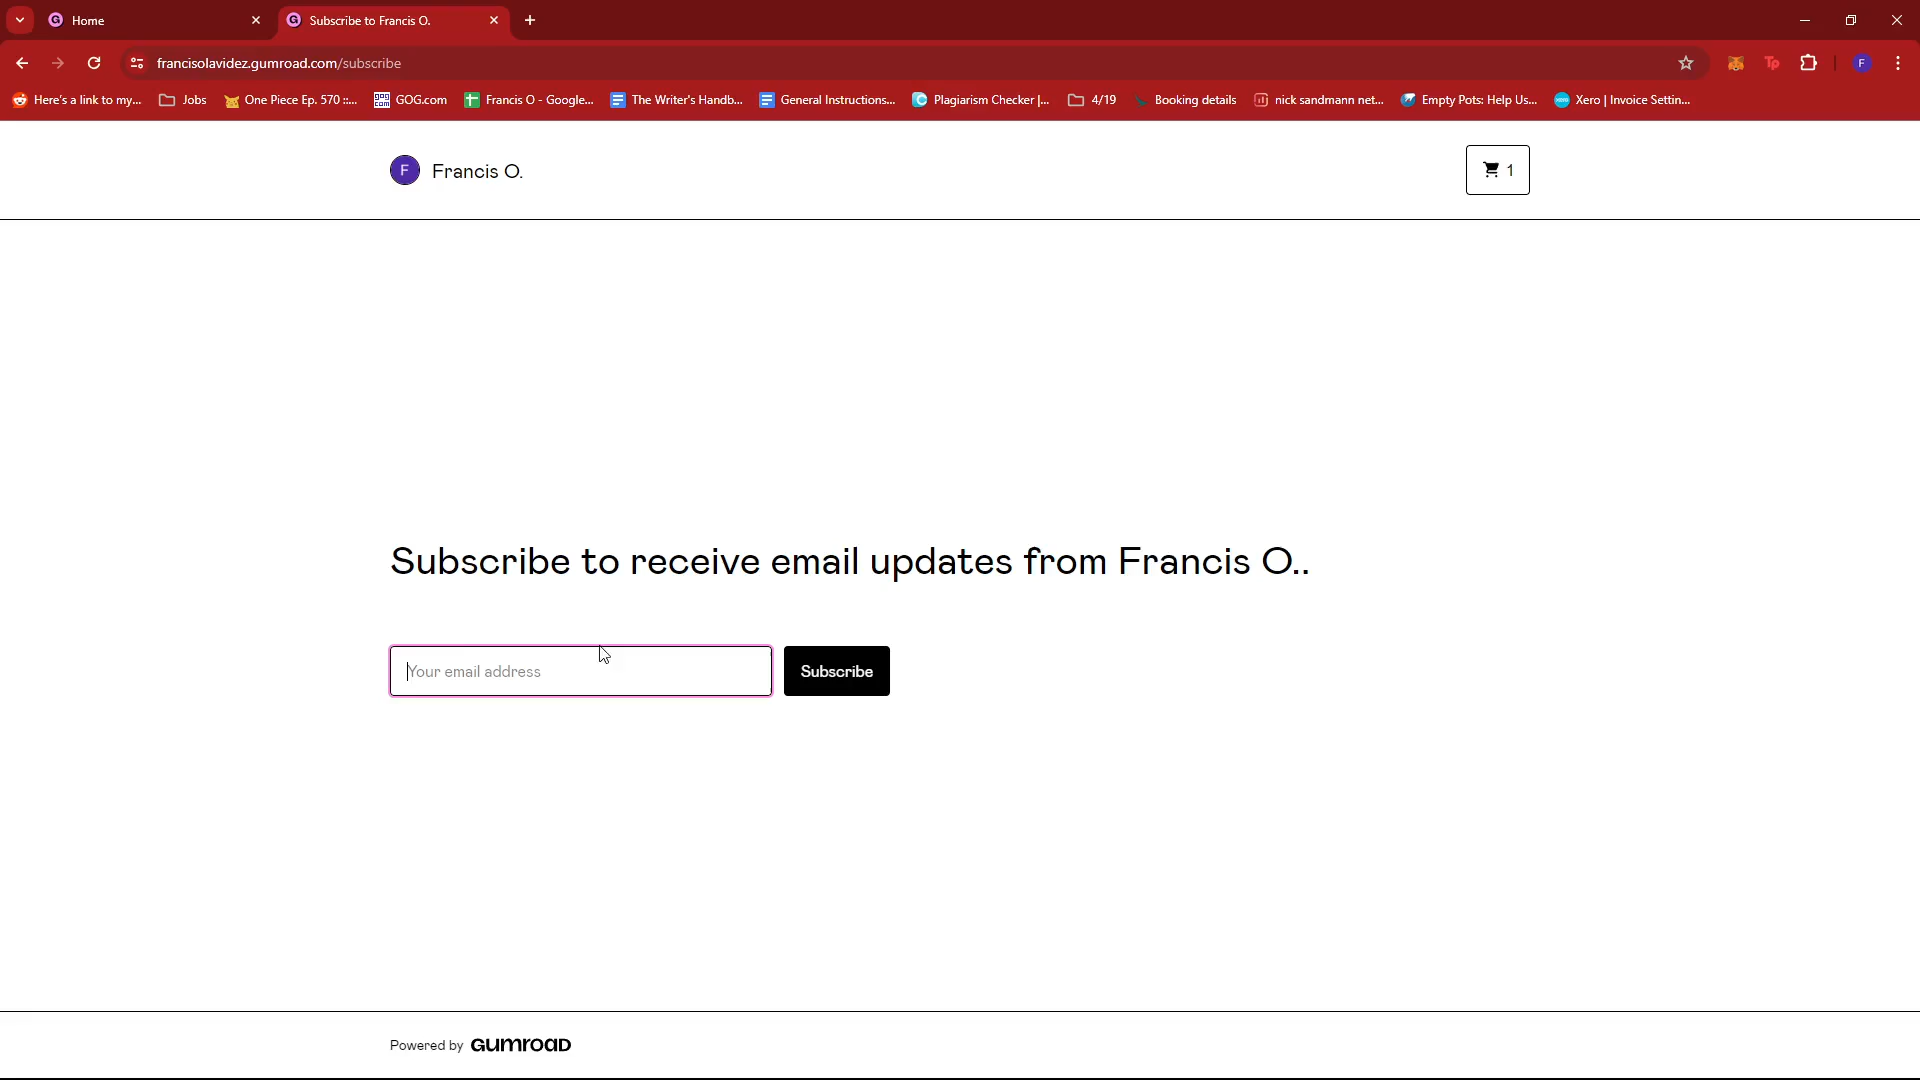 Home
Subscribe to Francis O.
francisolavidez.gumroad.com/subscribe
Here's a link to my...
Jobs
One Piece Ep. 570 ::...
GOG.com
Francis O - Google...
The Writer's Handb...
General Instructions...
Plagiarism Checker |...
4/19
Booking details
nick sandmann net...
Empty Pots: Help Us...
Xero | Invoice Settin...
F Francis O.
1
Subscribe to receive email updates from Francis O..
Your email address
Subscribe
Powered by GUMROAD